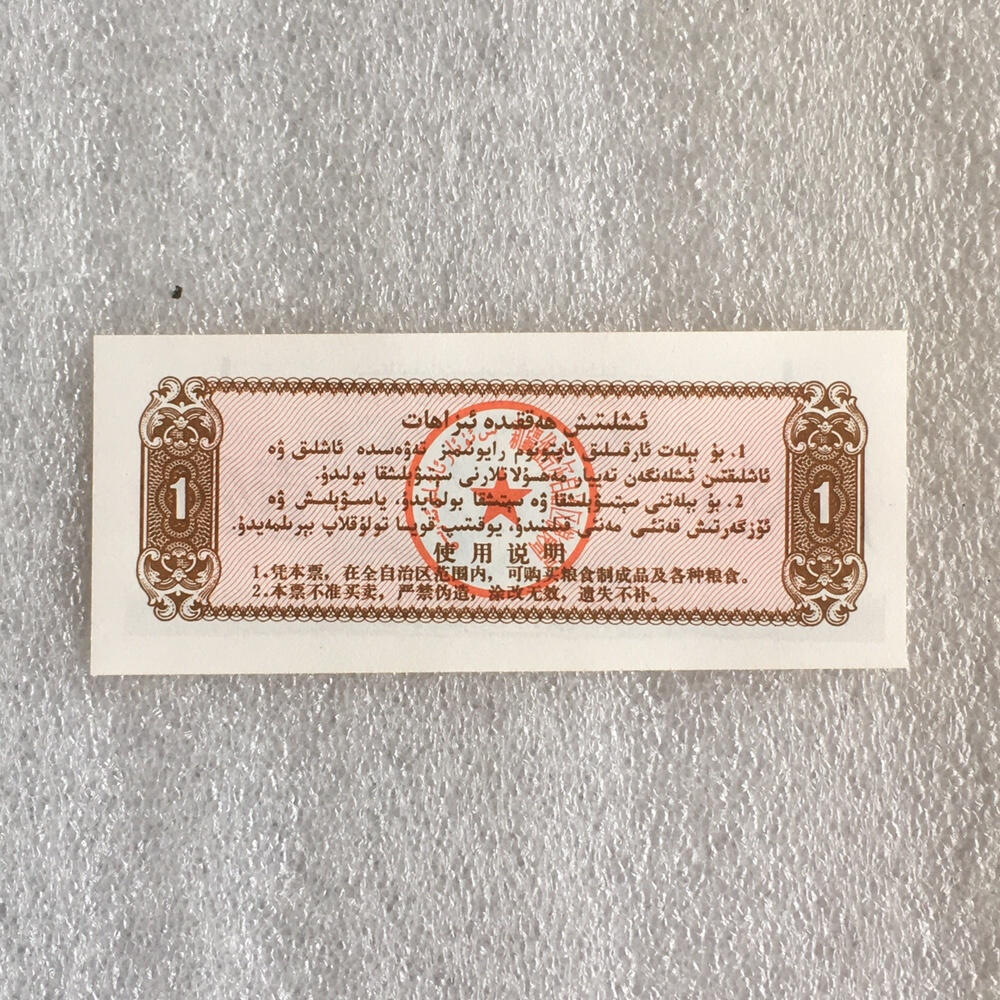 ئىشلىتىش ھەققىدە ئىزاھات
1. بۇ بېلەت ئارقىلىق ئاپتونوم رايونىمىز تەۋەسىدە ئاشلىق ۋە
ئاشلىقتىن ئىشلەنگەن تەييار مەھسۇلاتلارنى سېتىۋېلىشقا بولىدۇ.
2. بۇ بېلەتنى سېتىۋېلىشقا ۋە سېتىشقا بولمايدۇ، ياسىۋېلىش ۋە
ئۆزگەرتىش قەتئىي مەنئى قىلىنىدۇ، يوقىتىپ قويسا تولۇقلاپ بېرىلمەيدۇ.
使用说明
1.凭本票，在全自治区范围内，可购买粮食制成品及各种粮食。
2.本票不准买卖，严禁伪造，涂改无效，遗失不补。
1
1